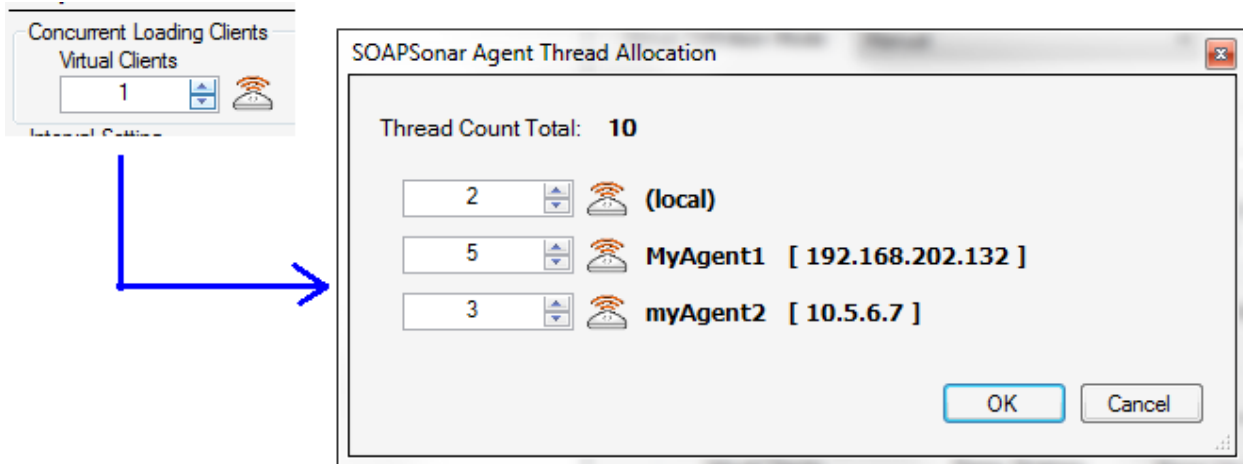 Concurrent Loading Clients
Virtual Clients
1
SOAPSonar Agent Thread Allocation
Thread Count Total: 10
2 (local)
5 MyAgent1 [ 192.168.202.132 ]
3 myAgent2 [ 10.5.6.7 ]
OK Cancel